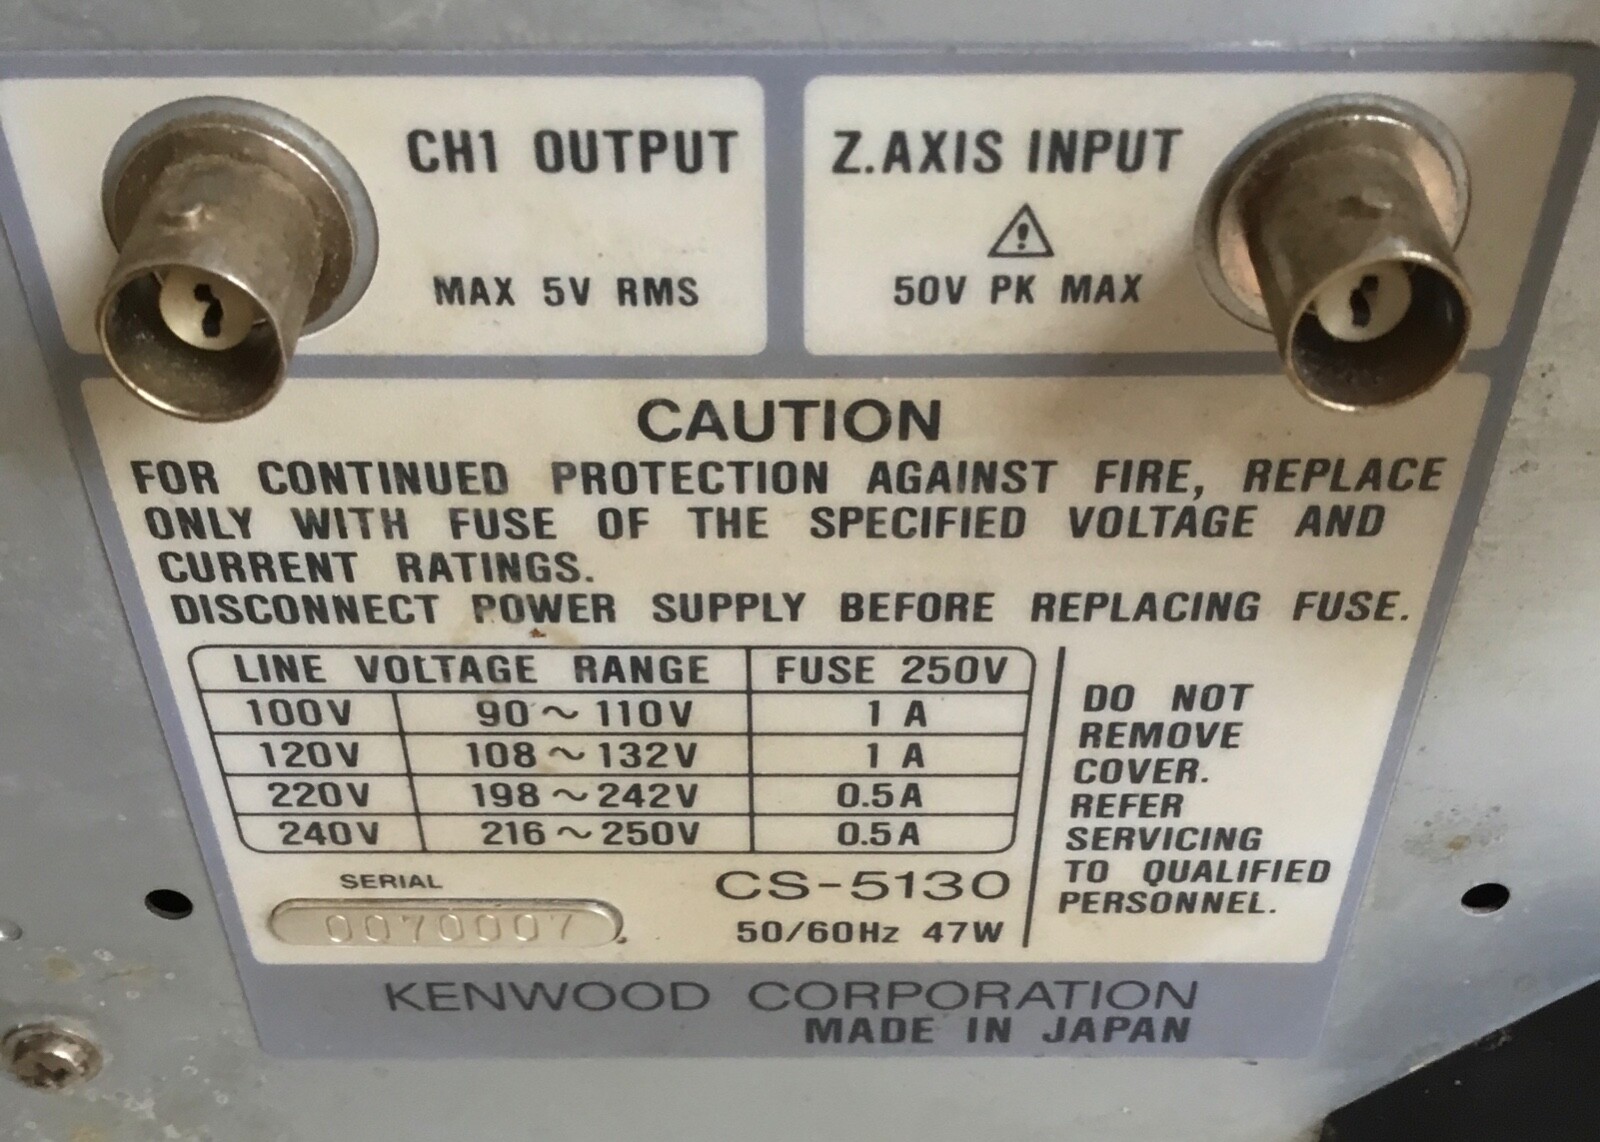 CH1 OUTPUT
MAX 5V RMS
Z.AXIS INPUT
50V PK MAX
CAUTION
FOR CONTINUED PROTECTION AGAINST FIRE, REPLACE
ONLY WITH FUSE OF THE SPECIFIED VOLTAGE AND
CURRENT RATINGS.
DISCONNECT POWER SUPPLY BEFORE REPLACING FUSE.
LINE VOLTAGE RANGE FUSE 250V
100V 90~110V 1 A
120V 108~132V 1 A
220V 198~242V 0.5A
240V 216~250V 0.5A
DO NOT
REMOVE
COVER.
REFER
SERVICING
TO QUALIFIED
PERSONNEL.
SERIAL
0070007
CS-5130
50/60Hz 47W
KENWOOD CORPORATION
MADE IN JAPAN